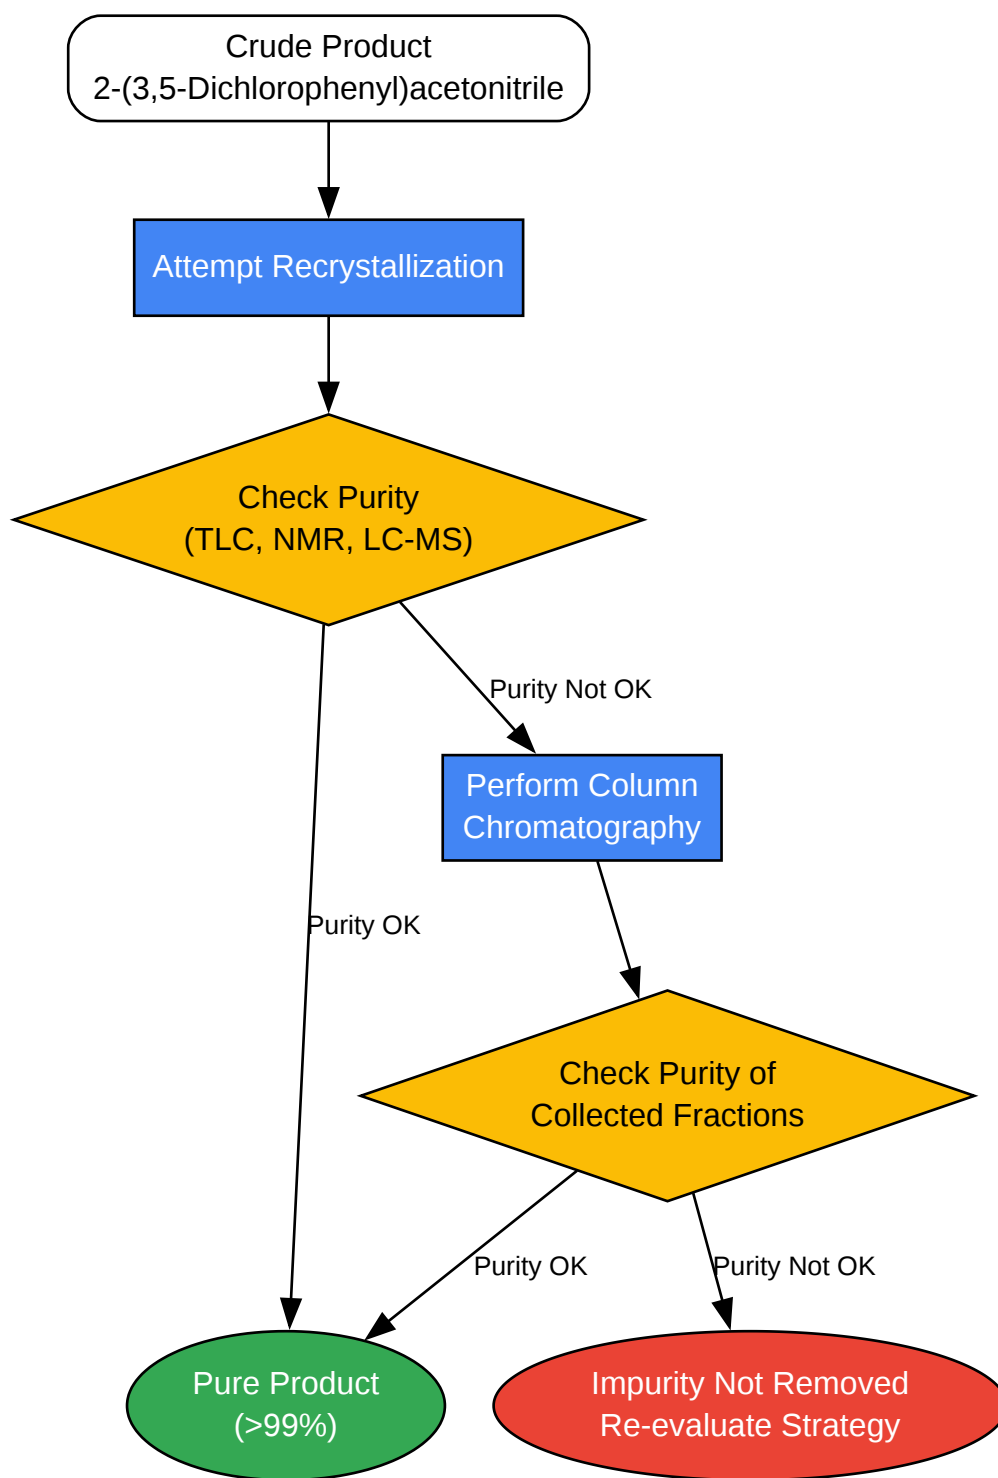 Crude Product
2-(3,5-Dichlorophenyl)acetonitrile
Attempt Recrystallization
Check Purity
(TLC, NMR, LC-MS)
Purity Not OK
Perform Column
Chromatography
Purity OK
Check Purity of
Collected Fractions
Purity OK
Purity Not OK
Pure Product
(>99%)
Impurity Not Removed
Re-evaluate Strategy